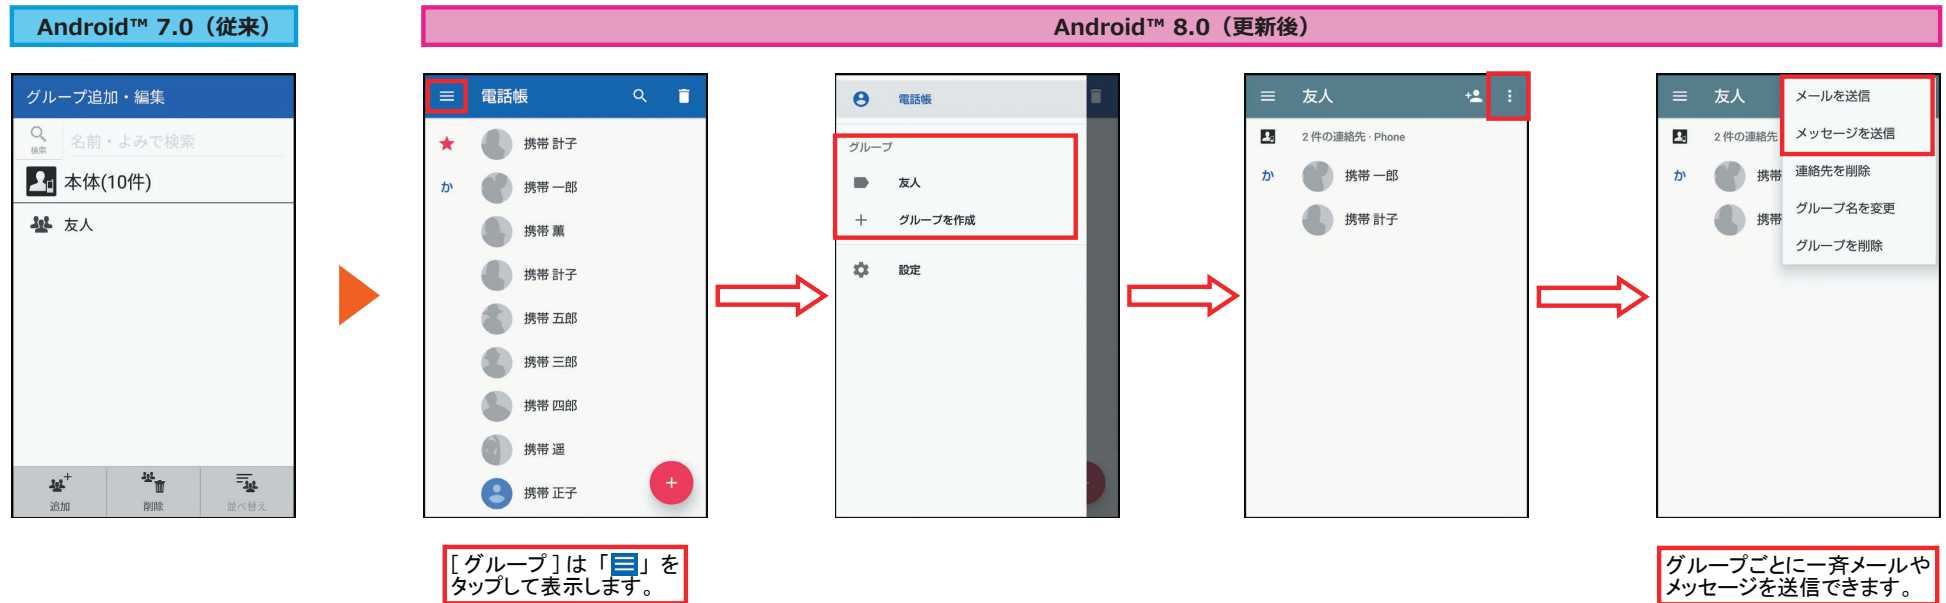 Android™ 7.0（従来）
Android™ 8.0（更新後）
グループ追加・編集
検索
名前・よみで検索
本体(10件)
友人
追加
削除
並べ替え
電話帳
携帯 計子
か
携帯 一郎
携帯 薫
携帯 計子
携帯 五郎
携帯 三郎
携帯 四郎
携帯 遥
携帯 正子
[グループ]は「」を
タップして表示します。
電話帳
グループ
友人
グループを作成
設定
友人
2 件の連絡先 · Phone
か
携帯 一郎
携帯 計子
友人
2 件の連絡先
か
携帯
携帯
メールを送信
メッセージを送信
連絡先を削除
グループ名を変更
グループを削除
グループごとに一斉メールや
メッセージを送信できます。